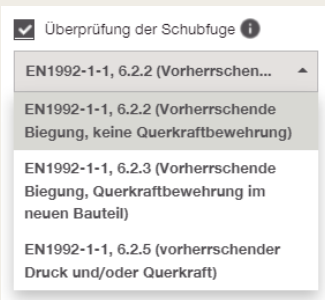 Überprüfung der Schubfuge
EN1992-1-1, 6.2.2 (Vorherrschen...
EN1992-1-1, 6.2.2 (Vorherrschende
Biegung, keine Querkraftbewehrung)
EN1992-1-1, 6.2.3 (Vorherrschende
Biegung, Querkraftbewehrung im
neuen Bauteil)
EN1992-1-1, 6.2.5 (vorherrschender
Druck und/oder Querkraft)